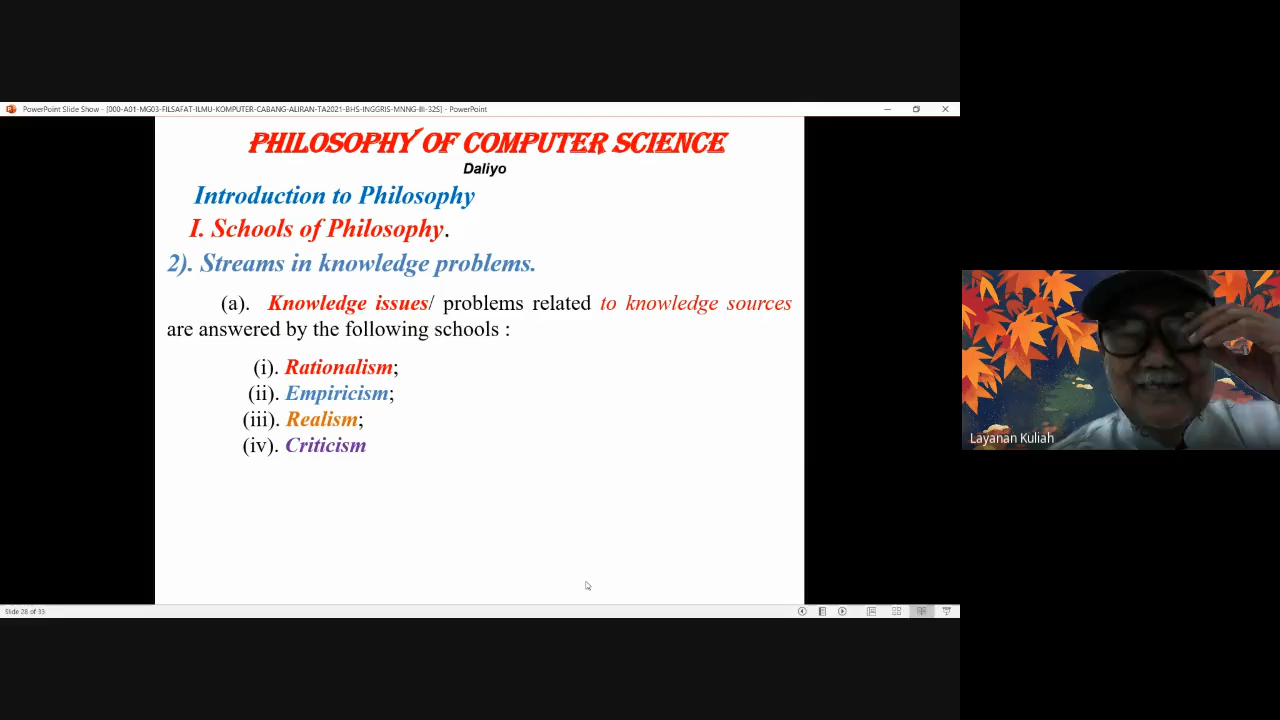 PowerPoint Slide Show - [000-A01-MG03-FILSAFAT-ILMU-KOMPUTER-CABANG-ALIRAN-TA2021-BHS-INGGRIS-MNNG-III-32S] - PowerPoint
PHILOSOPHY OF COMPUTER SCIENCE
Daliyo
Introduction to Philosophy
I. Schools of Philosophy.
2). Streams in knowledge problems.
(a). Knowledge issues/ problems related to knowledge sources
are answered by the following schools :
(i). Rationalism;
(ii). Empiricism;
(iii). Realism;
(iv). Criticism
Layanan Kuliah
Slide 28 of 33